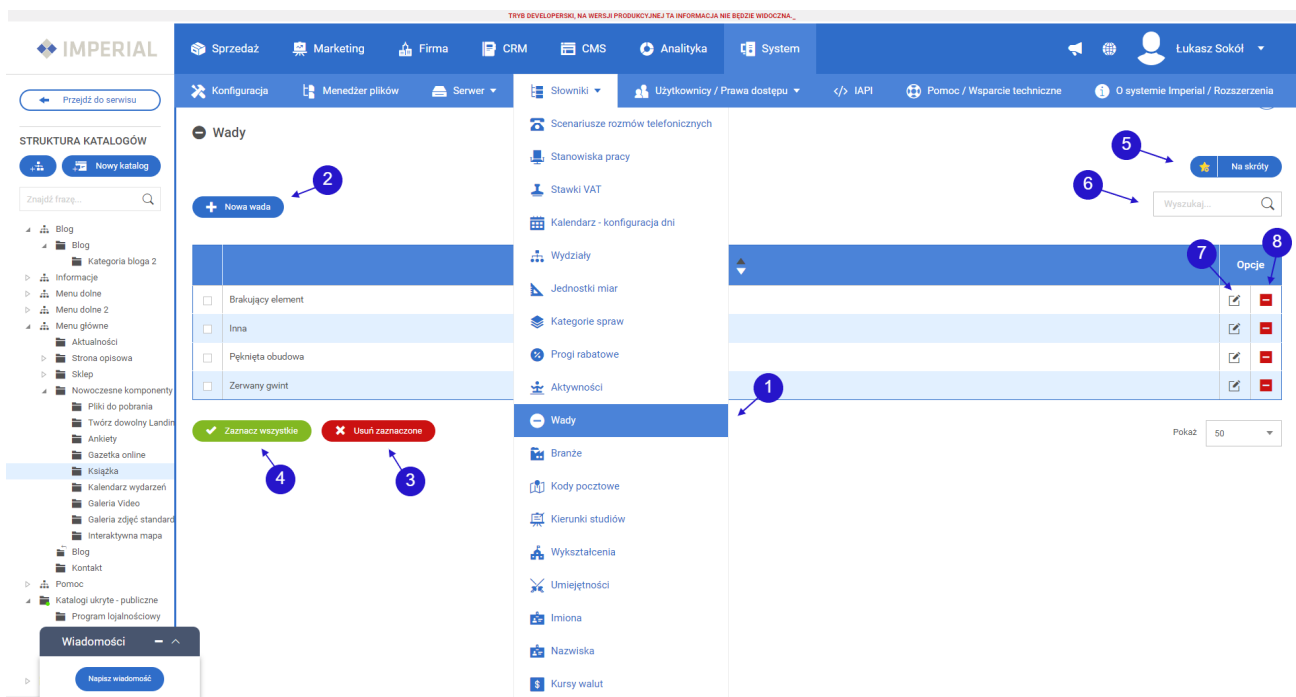 TRYB DEVELOPERSKI, NA WERSJI PRODUKCYJNEJ TA INFORMACJA NIE BĘDZIE WIDOCZNA._
IMPERIAL
Sprzedaż Marketing Firma CRM CMS Analityka System Łukasz Sokół
Przejdź do serwisu
Konfiguracja Menedżer plików Serwer Słowniki Użytkownicy / Prawa dostępu </> IAPI Pomoc / Wsparcie techniczne O systemie Imperial / Rozszerzenia
STRUKTURA KATALOGÓW
Nowy katalog
Znajdź frazę...
Blog
Blog
Kategoria bloga 2
Informacje
Menu dolne
Menu dolne 2
Menu główne
Aktualności
Strona opisowa
Sklep
Nowoczesne komponenty
Pliki do pobrania
Twórz dowolny Landin
Ankiety
Gazetka online
Książka
Kalendarz wydarzeń
Galeria Video
Galeria zdjęć standard
Interaktywna mapa
Blog
Kontakt
Pomoc
Katalogi ukryte - publiczne
Program lojalnościowy
Wiadomości
Napisz wiadomość
Wady
2
Nowa wada
5
Na skróty
6
Wyszukaj...
7
8
Opcje
Brakujący element
Inna
Pęknięta obudowa
Zerwany gwint
Zaznacz wszystkie
Usuń zaznaczone
4
3
Pokaż 50
Scenariusze rozmów telefonicznych
Stanowiska pracy
Stawki VAT
Kalendarz - konfiguracja dni
Wydziały
Jednostki miar
Kategorie spraw
Progi rabatowe
Aktywności
1
Wady
Branże
Kody pocztowe
Kierunki studiów
Wykształcenia
Umiejętności
Imiona
Nazwiska
Kursy walut